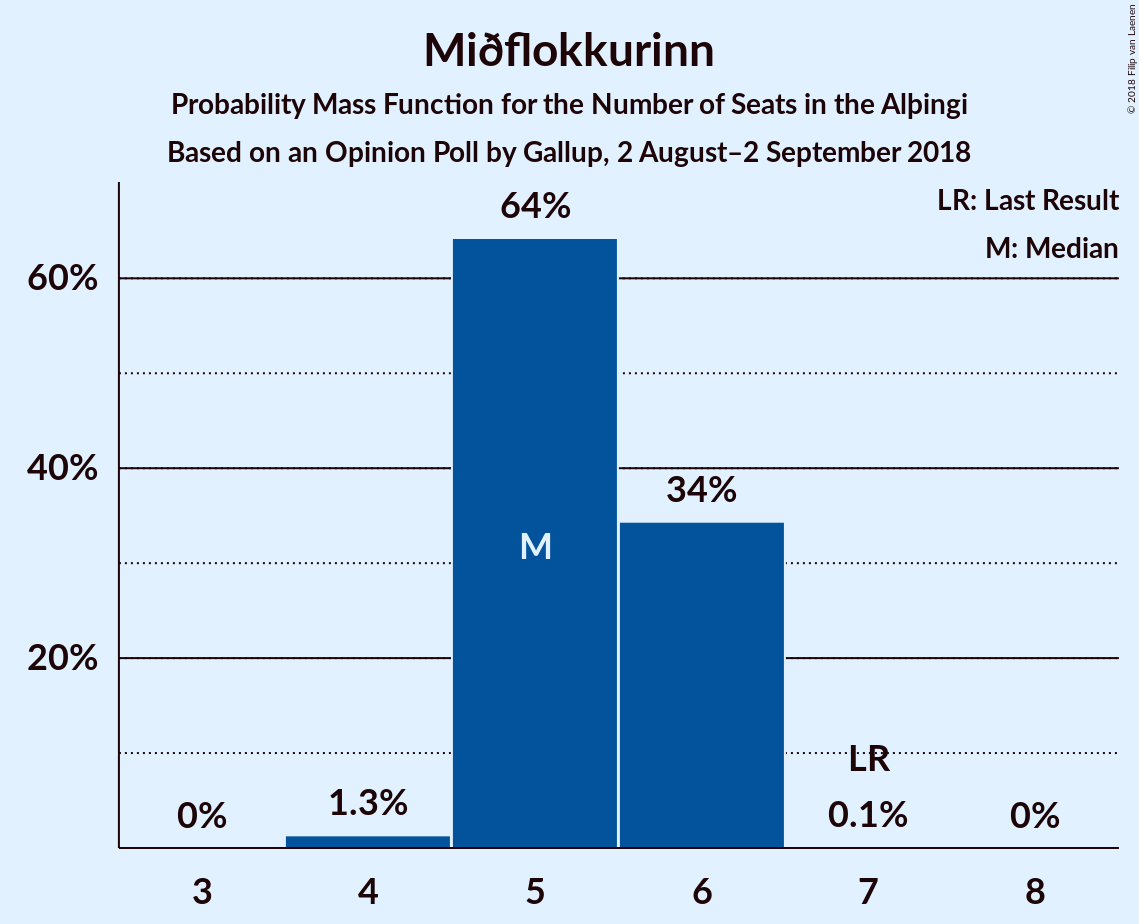 Miðflokkurinn
Probability Mass Function for the Number of Seats in the Alþingi
Based on an Opinion Poll by Gallup, 2 August–2 September 2018
© 2018 Filip van Laenen
LR: Last Result
M: Median
64%
60%
40%
34%
M
20%
LR
0%
1.3%
0.1%
0%
3 4 5 6 7 8